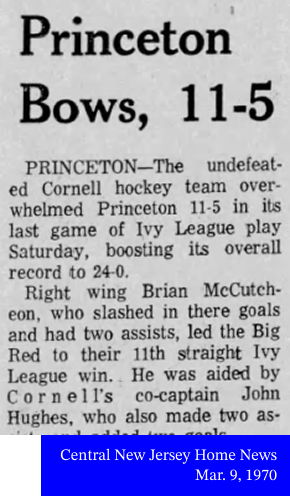 Princeton
Bows, 11-5
PRINCETON—The undefeat-
ed Cornell hockey team over-
whelmed Princeton 11-5 in its
last game of Ivy League play
Saturday, boosting its overall
record to 24-0.
Right wing Brian McCutch-
eon, who slashed in there goals
and had two assists, led the Big
Red to their 11th straight Ivy
League win. He was aided by
Cornell's co-captain John
Hughes, who also made two as-
Central New Jersey Home News
Mar. 9, 1970